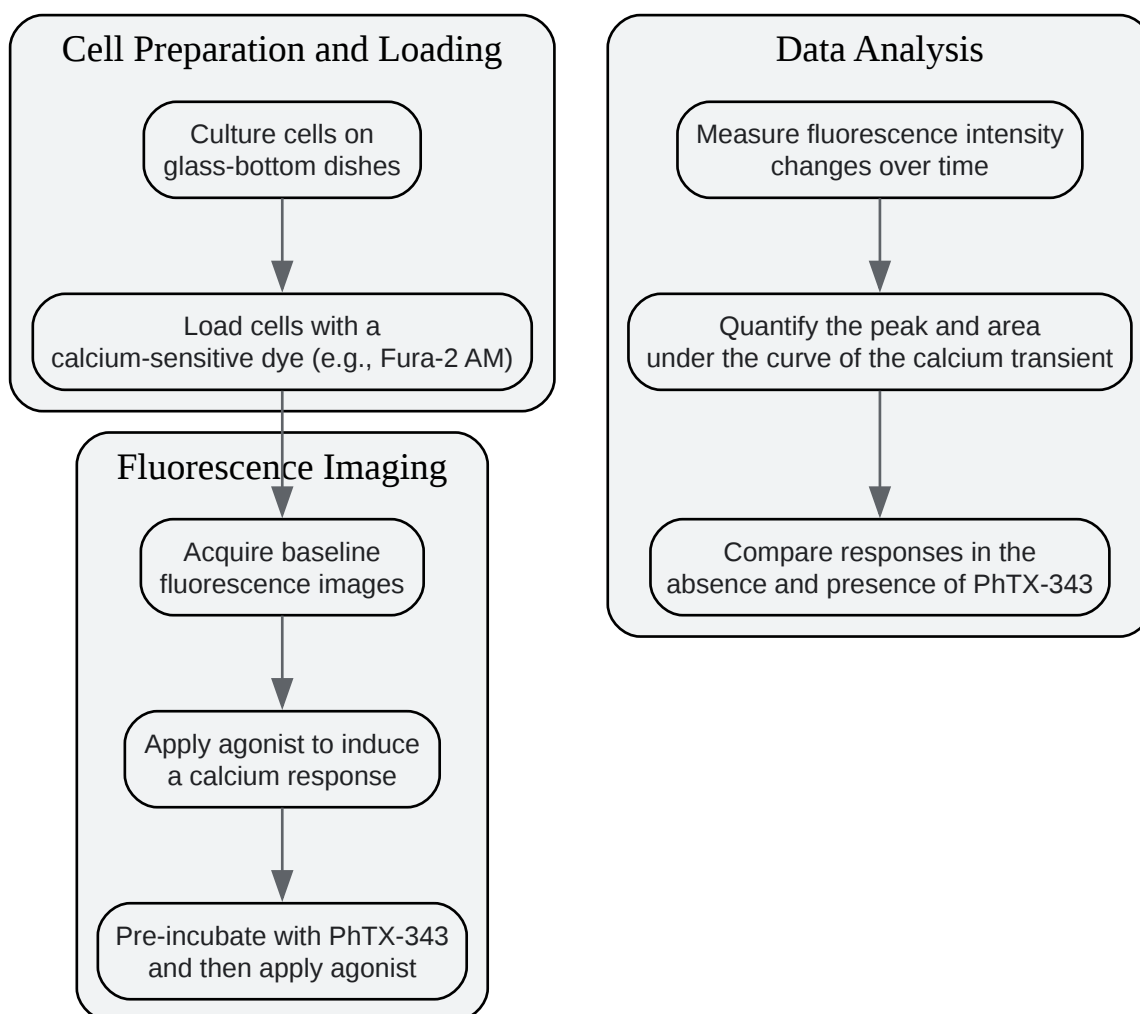 Cell Preparation and Loading
Culture cells on
glass-bottom dishes
Load cells with a
calcium-sensitive dye (e.g., Fura-2 AM)
Fluorescence Imaging
Acquire baseline
fluorescence images
Apply agonist to induce
a calcium response
Pre-incubate with PhTX-343
and then apply agonist
Data Analysis
Measure fluorescence intensity
changes over time
Quantify the peak and area
under the curve of the calcium transient
Compare responses in the
absence and presence of PhTX-343